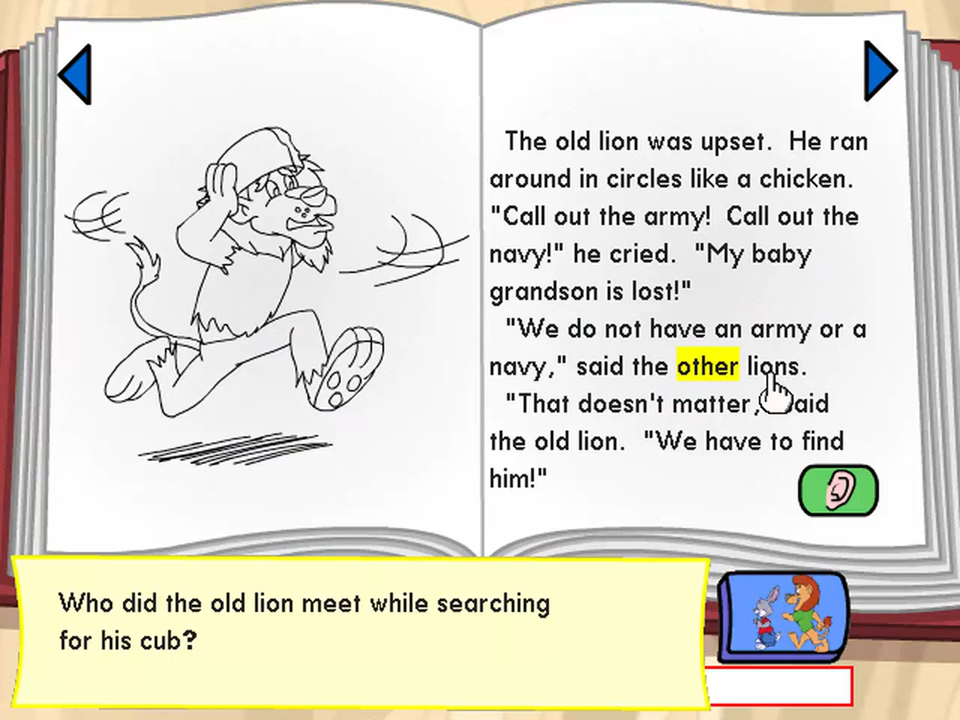 The old lion was upset.  He ran
around in circles like a chicken.
"Call out the army!  Call out the
navy!" he cried.  "My baby
grandson is lost!"
"We do not have an army or a
navy," said the other lions.
"That doesn't matter, said
the old lion.  "We have to find
him!"
Who did the old lion meet while searching
for his cub?